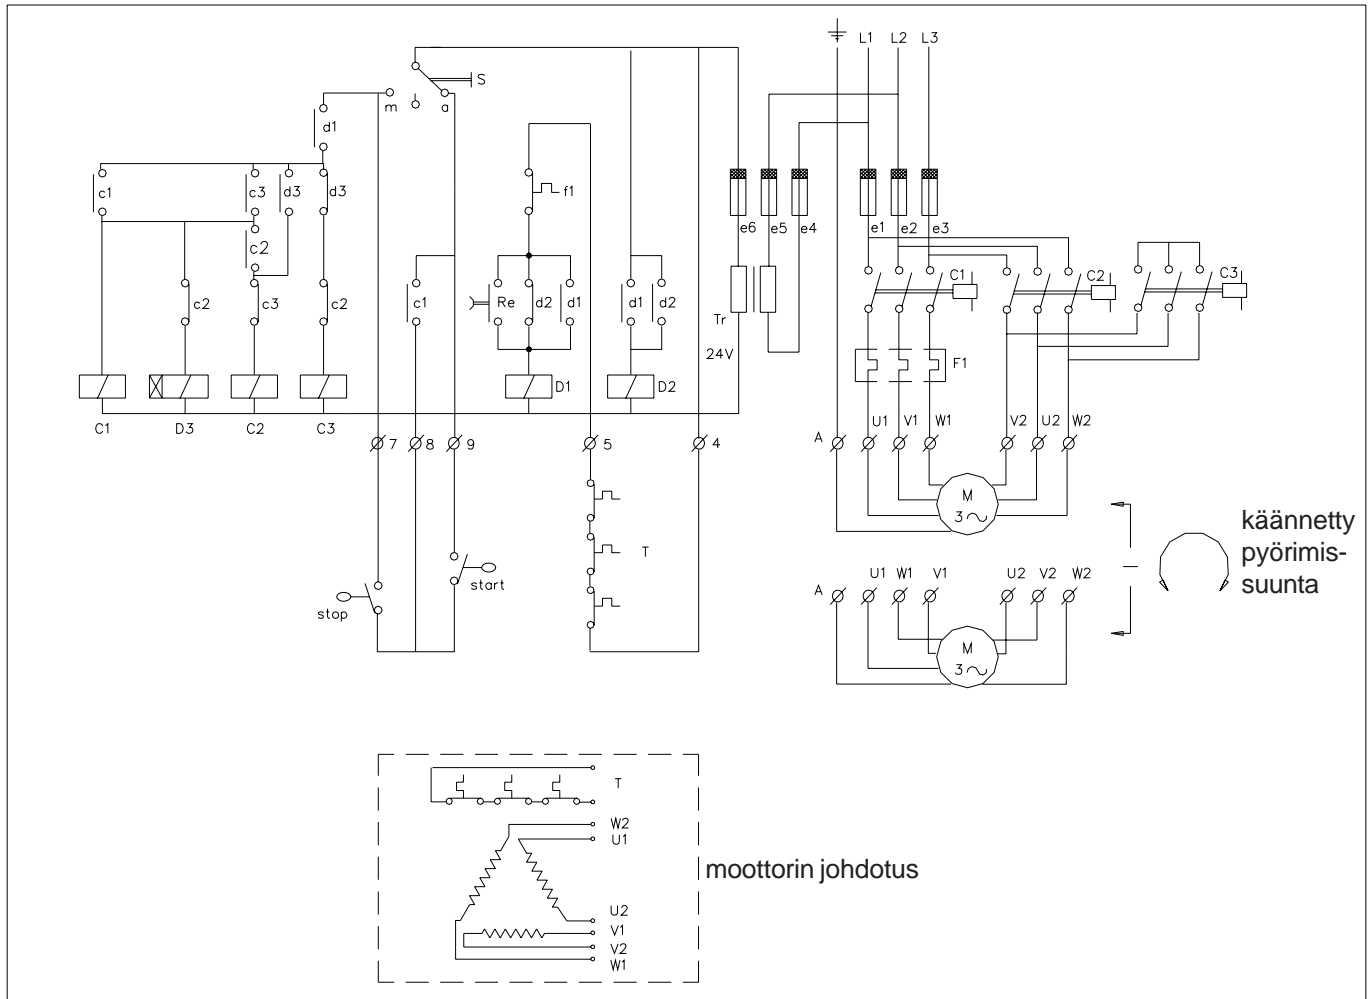 L1 L2 L3
S
m a
d1
c1 c3 d3 d3
f1
c2
e6 e5 e4 e1 e2 e3
c2 c3 c2 c1 Re d2 d1 d1 d2
C1 C2 C3
Tr
24V
F1
D1 D2
C1 D3 C2 C3
7 8 9 5 4
A U1 V1 W1 V2 U2 W2
M
3
T
start
stop
käännetty
pyörimis-
suunta
A U1 W1 V1 U2 V2 W2
M
3
T
W2
U1
moottorin johdotus
U2
V1
V2
W1